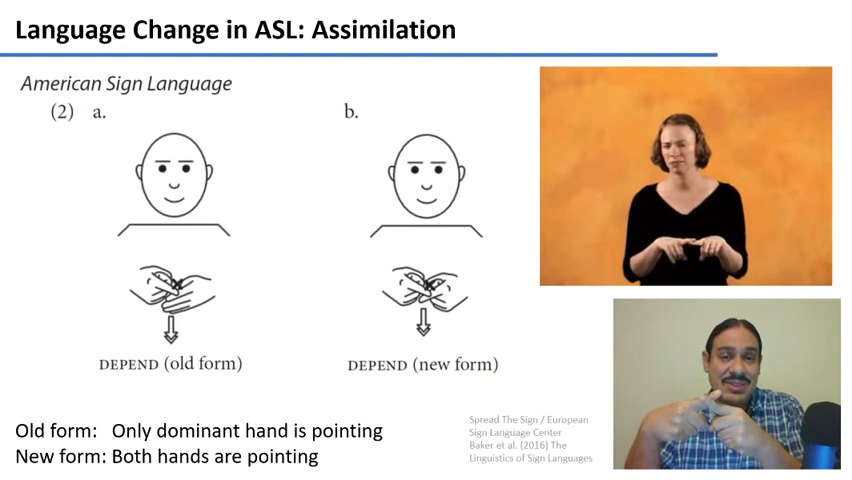 Language Change in ASL: Assimilation
American Sign Language
(2) a.
b.
DEPEND (old form)
DEPEND (new form)
Old form: Only dominant hand is pointing
New form: Both hands are pointing
Spread The Sign / European
Sign Language Center
Baker et al. (2016) The
Linguistics of Sign Languages